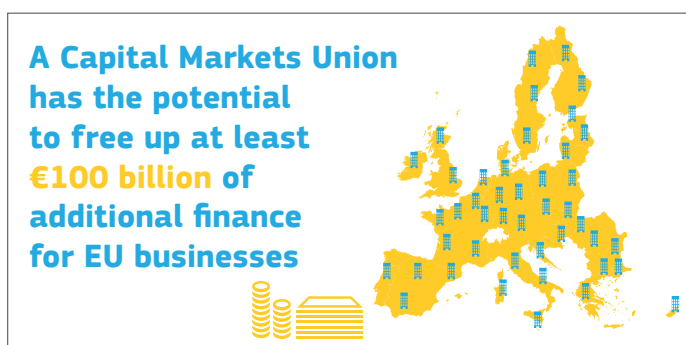 A Capital Markets Union
has the potential
to free up at least
€100 billion of
additional finance
for EU businesses